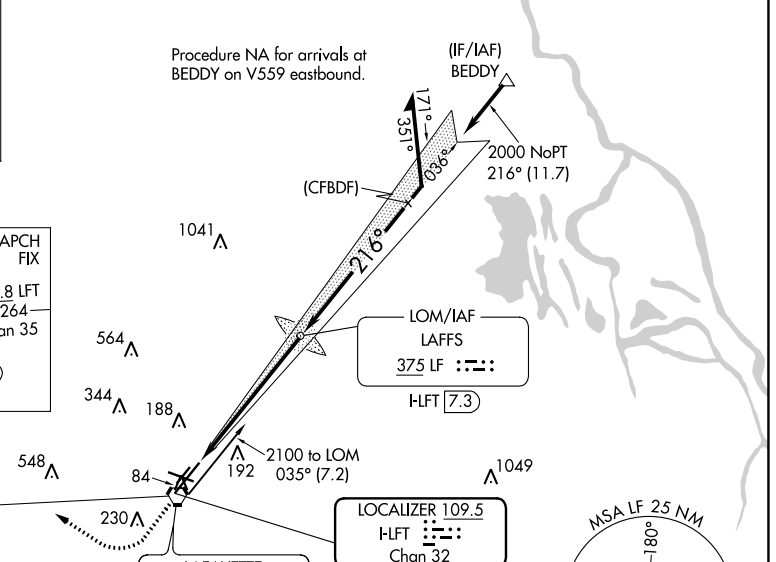 Procedure NA for arrivals at
BEDDY on V559 eastbound.
(IF/IAF)
BEDDY
171°
351°
036°
2000 NoPT
216° (11.7)
(CFBDF)
216°
1041
APCH
FIX
.8 LFT
264
an 35
)
LOM/IAF
LAFFS
375 LF
I-LFT 7.3
564
344
188
548
84
192
2100 to LOM
035° (7.2)
1049
230
LOCALIZER 109.5
I-LFT
Chan 32
MSA LF 25 NM
180°